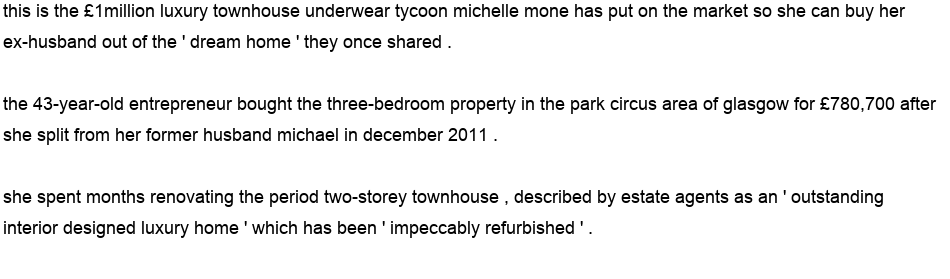 this is the £1million luxury townhouse underwear tycoon michelle mone has put on the market so she can buy her
ex-husband out of the ' dream home ' they once shared .
the 43-year-old entrepreneur bought the three-bedroom property in the park circus area of glasgow for £780,700 after
she split from her former husband michael in december 2011 .
she spent months renovating the period two-storey townhouse , described by estate agents as an ' outstanding
interior designed luxury home ' which has been ' impeccably refurbished ' .